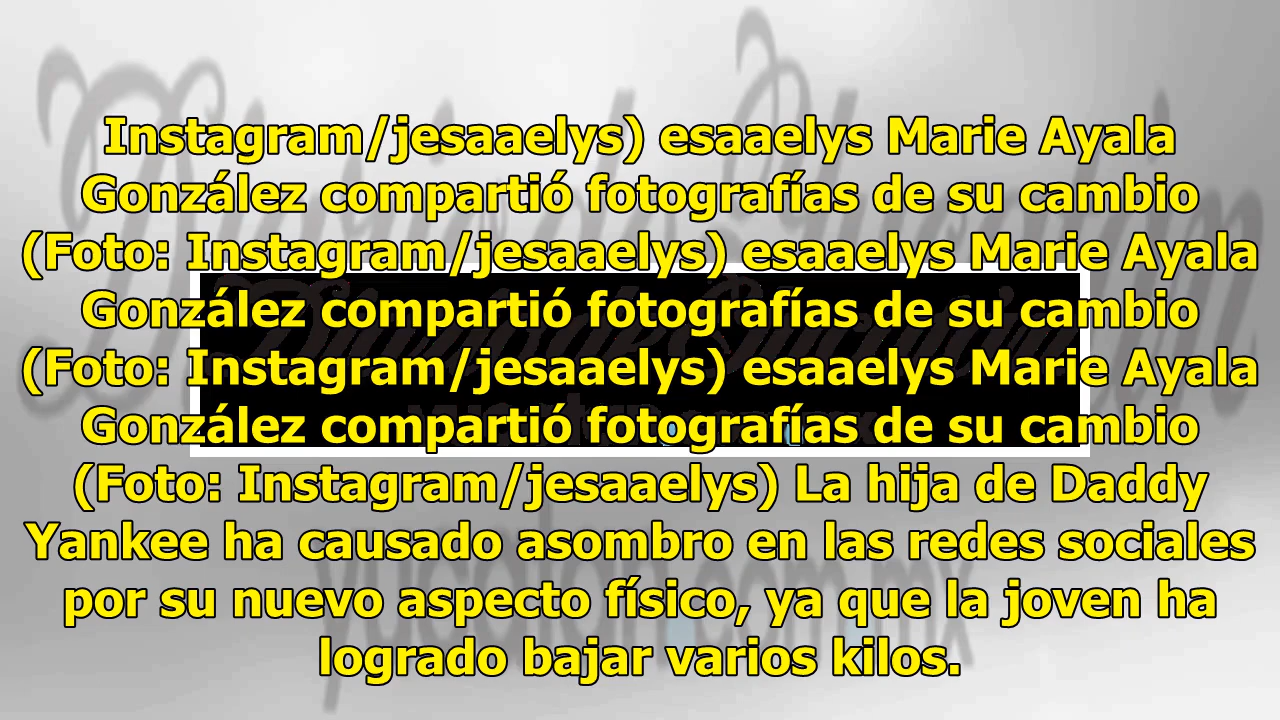 Instagram/jesaaelys) esaaelys Marie Ayala
González compartió fotografías de su cambio
(Foto: Instagram/jesaaelys) esaaelys Marie Ayala
González compartió fotografías de su cambio
(Foto: Instagram/jesaaelys) esaaelys Marie Ayala
González compartió fotografías de su cambio
(Foto: Instagram/jesaaelys) La hija de Daddy
Yankee ha causado asombro en las redes sociales
por su nuevo aspecto físico, ya que la joven ha
logrado bajar varios kilos.